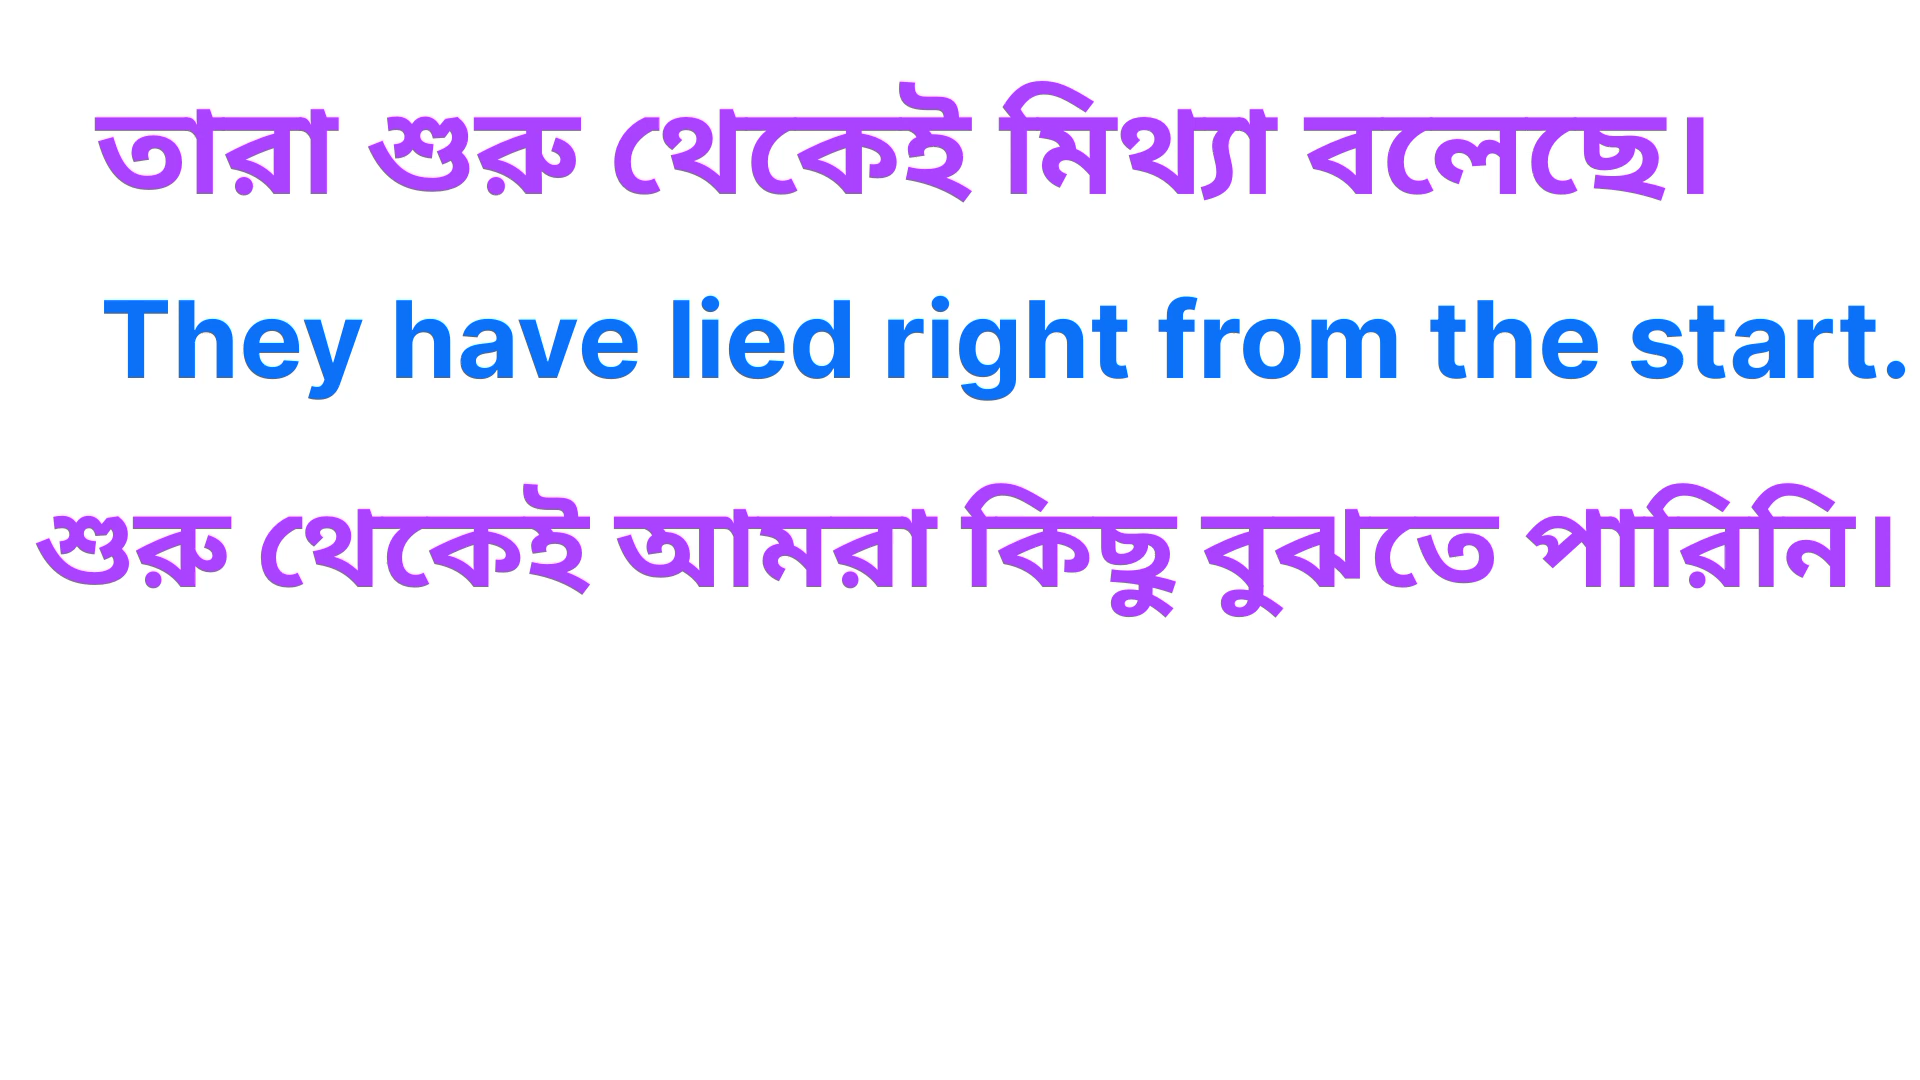 তারা শুরু থেকেই মিথ্যা বলেছে।
They have lied right from the start.
শুরু থেকেই আমরা কিছু বুঝতে পারিনি।